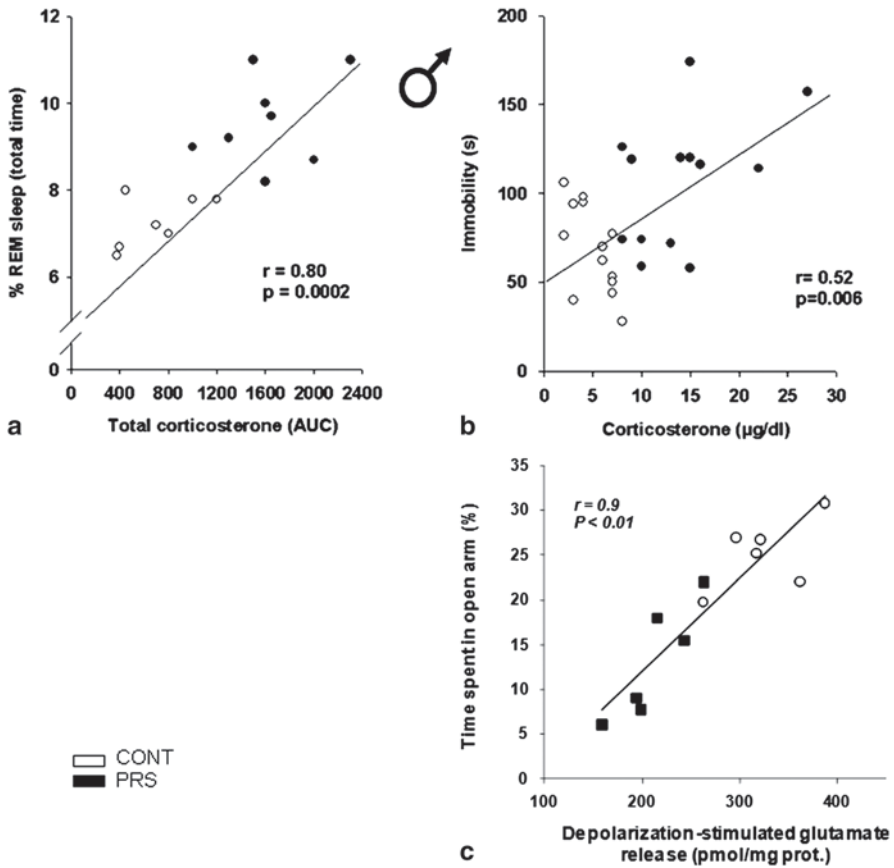 12
10
8
6
0
% REM sleep (total time)
r = 0.80
p = 0.0002
0 400 800 1200 1600 2000 2400
Total corticosterone (AUC)
a
200
150
100
50
0
Immobility (s)
r= 0.52
p=0.006
0 5 10 15 20 25 30
Corticosterone (µg/dl)
b
35
30
25
20
15
10
5
0
Time spent in open arm (%)
r = 0.9
P < 0.01
100 200 300 400
Depolarization-stimulated glutamate
release (pmol/mg prot.)
c
CONT
PRS